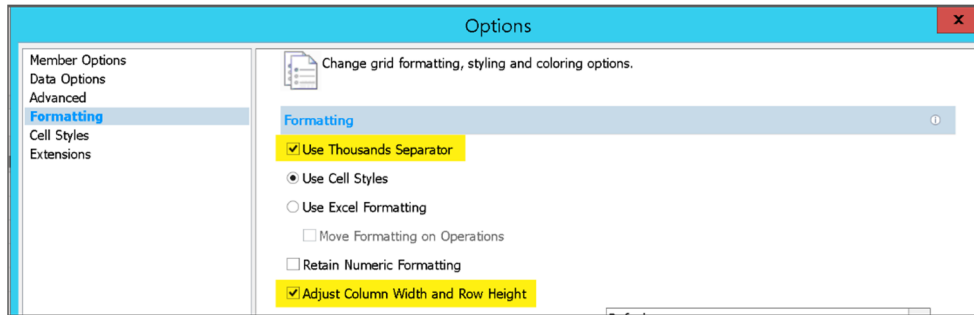 Options
x
Member Options
Data Options
Advanced
Formatting
Cell Styles
Extensions
Change grid formatting, styling and coloring options.
Formatting
Use Thousands Separator
Use Cell Styles
Use Excel Formatting
Move Formatting on Operations
Retain Numeric Formatting
Adjust Column Width and Row Height